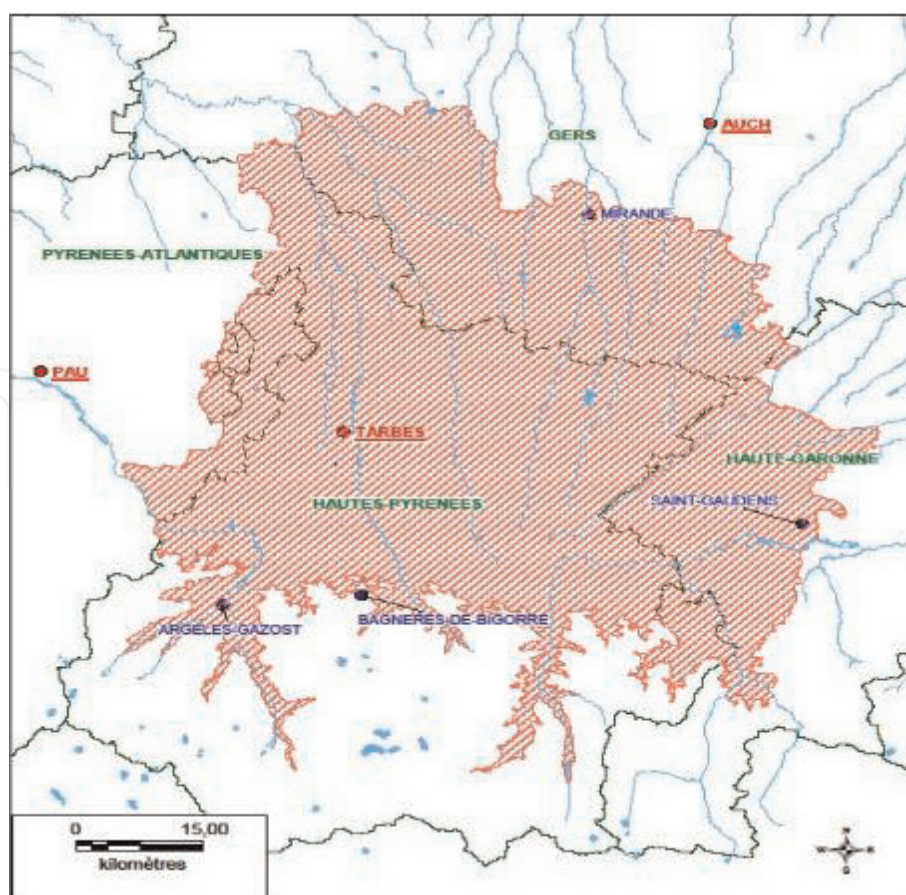 AUCH
GERS
MIRANDE
PYRENEES-ATLANTIQUES
PAU
TARBES
HAUTE-GARONNE
HAUTES-PYRENEES
SAINT-GAUDENS
BAGNERES-DE-BIGORRE
ARGELES-GAZOST
0 15,00
kilomètres
N
W E
S